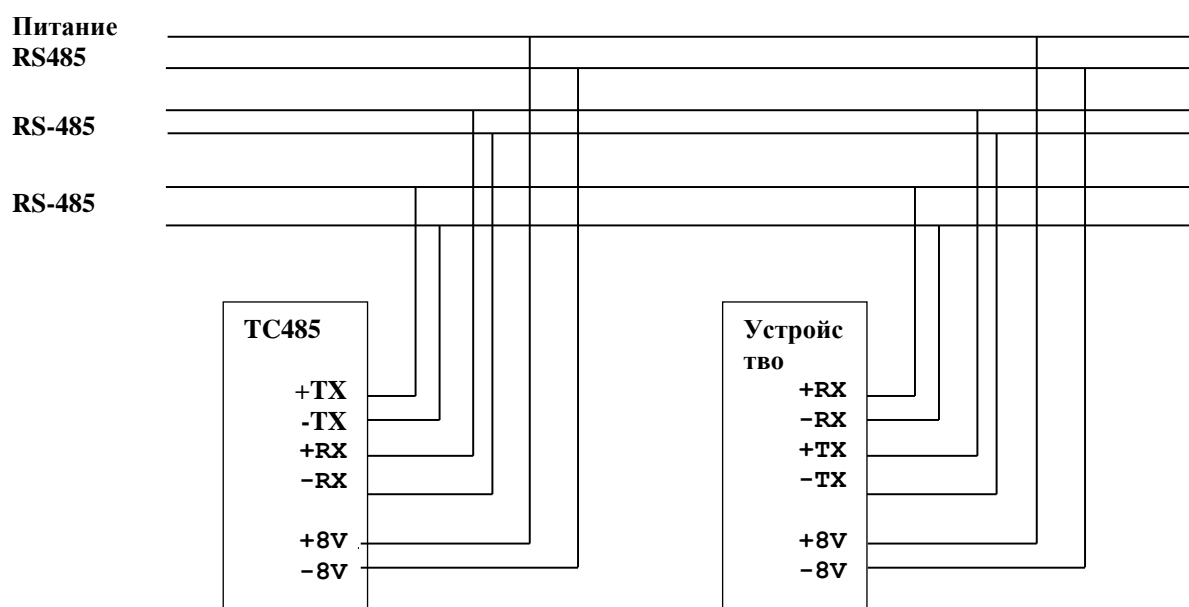 Питание
RS485
RS-485
RS-485
TC485
+TX
-TX
+RX
-RX
+8V
-8V
Устройс
тво
+RX
-RX
+TX
-TX
+8V
-8V